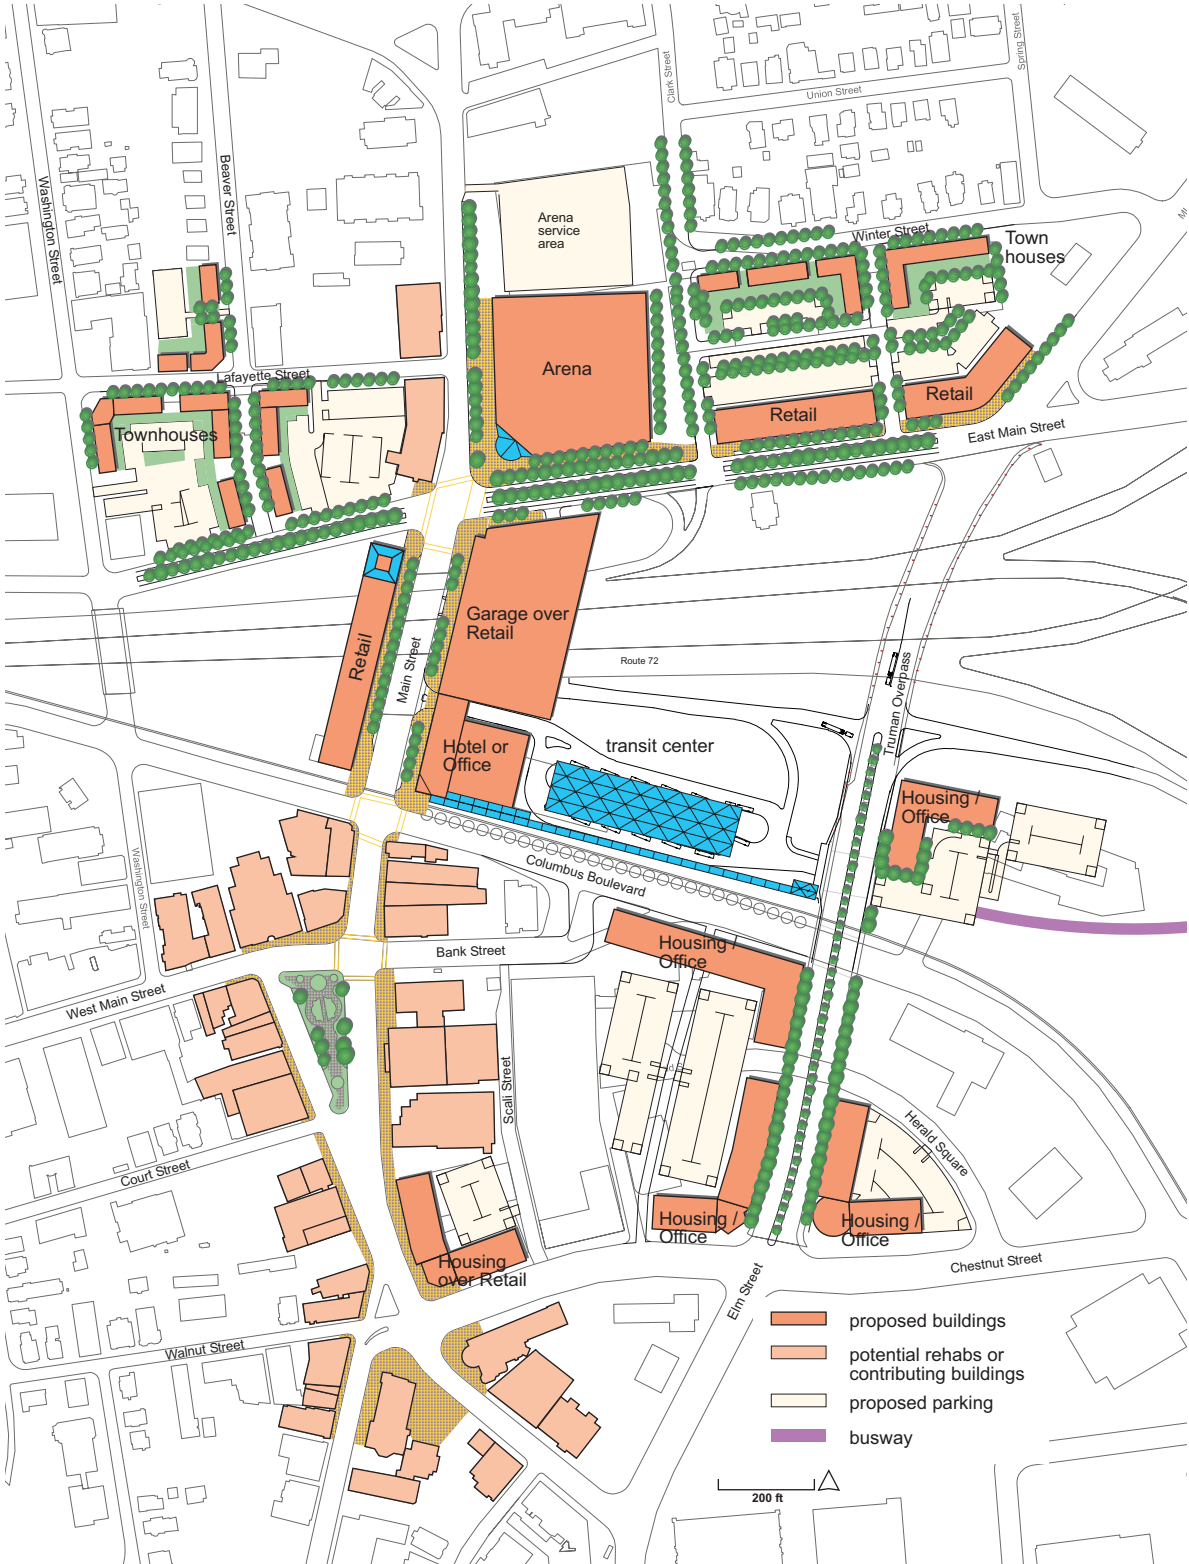 Clark Street
Spring Street
Union Street
Beaver Street
Washington Street
Arena
service
area
Winter Street
Town
houses
Arena
Lafayette Street
Retail
Retail
East Main Street
Townhouses
Garage over
Retail
Retail
Main Street
Route 72
Truman Overpass
Hotel or
Office
transit center
Housing /
Office
Washington Street
Columbus Boulevard
Bank Street
Housing /
Office
West Main Street
Scali Street
Herald Square
Court Street
Housing /
Office
Housing /
Office
Housing
over Retail
Chestnut Street
Elm Street
Walnut Street
proposed buildings
potential rehabs or
contributing buildings
proposed parking
busway
200 ft